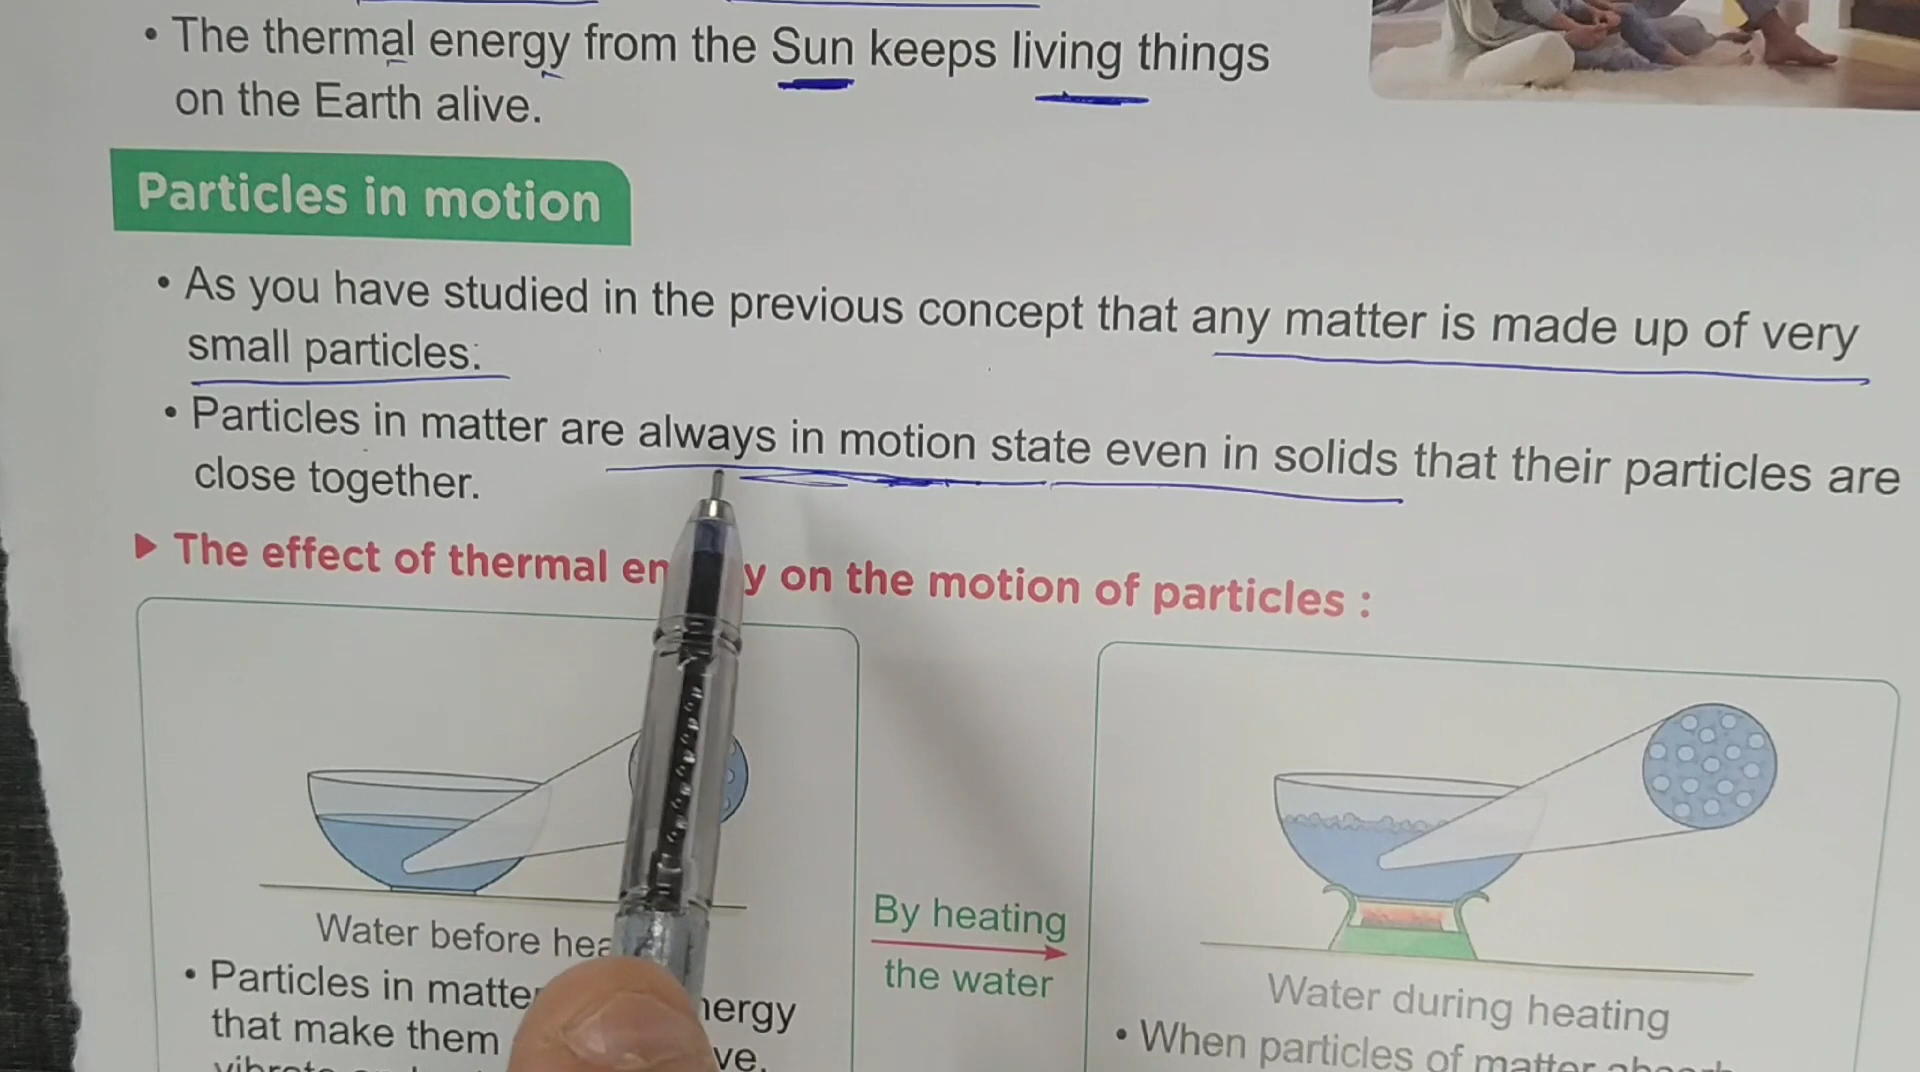 • The thermal energy from the Sun keeps living things
on the Earth alive.
Particles in motion
• As you have studied in the previous concept that any matter is made up of very
small particles.
• Particles in matter are always in motion state even in solids that their particles are
close together.
▶ The effect of thermal en y on the motion of particles :
Water before hea
• Particles in matte nergy
that make them ve,
By heating
the water
Water during heating
• When particles of matter